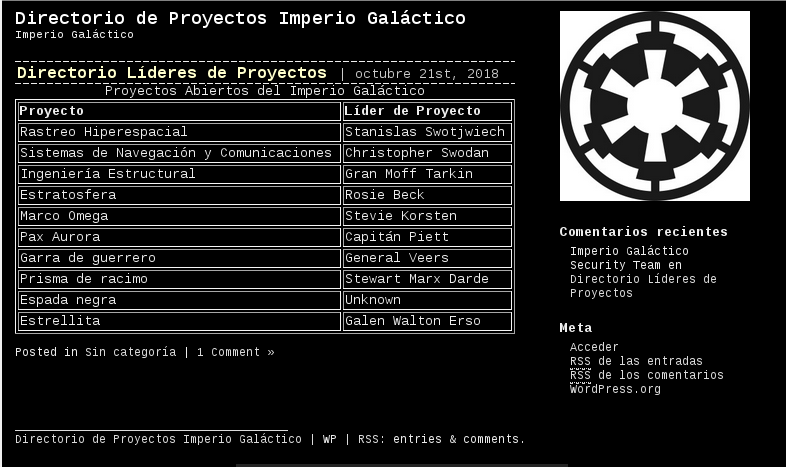 Directorio de Proyectos Imperio Galáctico
Imperio Galáctico
Directorio Líderes de Proyectos | octubre 21st, 2018
Proyectos Abiertos del Imperio Galáctico
Proyecto Líder de Proyecto
Rastreo Hiperespacial Stanislas Swotjwiech
Sistemas de Navegación y Comunicaciones Christopher Swodan
Ingeniería Estructural Gran Moff Tarkin
Estratosfera Rosie Beck
Marco Omega Stevie Korsten
Pax Aurora Capitán Piett
Garra de guerrero General Veers
Prisma de racimo Stewart Marx Darde
Espada negra Unknown
Estrellita Galen Walton Erso
Posted in Sin categoría | 1 Comment »
Comentarios recientes
Imperio Galáctico
Security Team en
Directorio Líderes de
Proyectos
Meta
Acceder
RSS de las entradas
RSS de los comentarios
WordPress.org
Directorio de Proyectos Imperio Galáctico | WP | RSS: entries & comments.